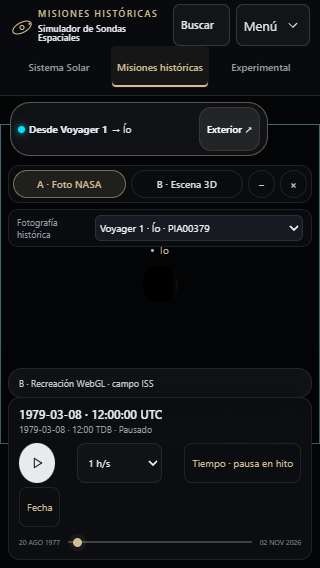 MISIONES HISTÓRICAS
Simulador de Sondas
Espaciales
Buscar
Menú
Sistema Solar
Misiones históricas
Experimental
Desde Voyager 1 → Ío
Exterior ↗
A · Foto NASA
B · Escena 3D
−
×
Fotografía
histórica
Voyager 1 · Ío · PIA00379
Ío
B · Recreación WebGL · campo ISS
1979-03-08 · 12:00:00 UTC
1979-03-08 · 12:00 TDB · Pausado
1 h/s
Tiempo · pausa en hito
Fecha
20 AGO 1977
02 NOV 2026